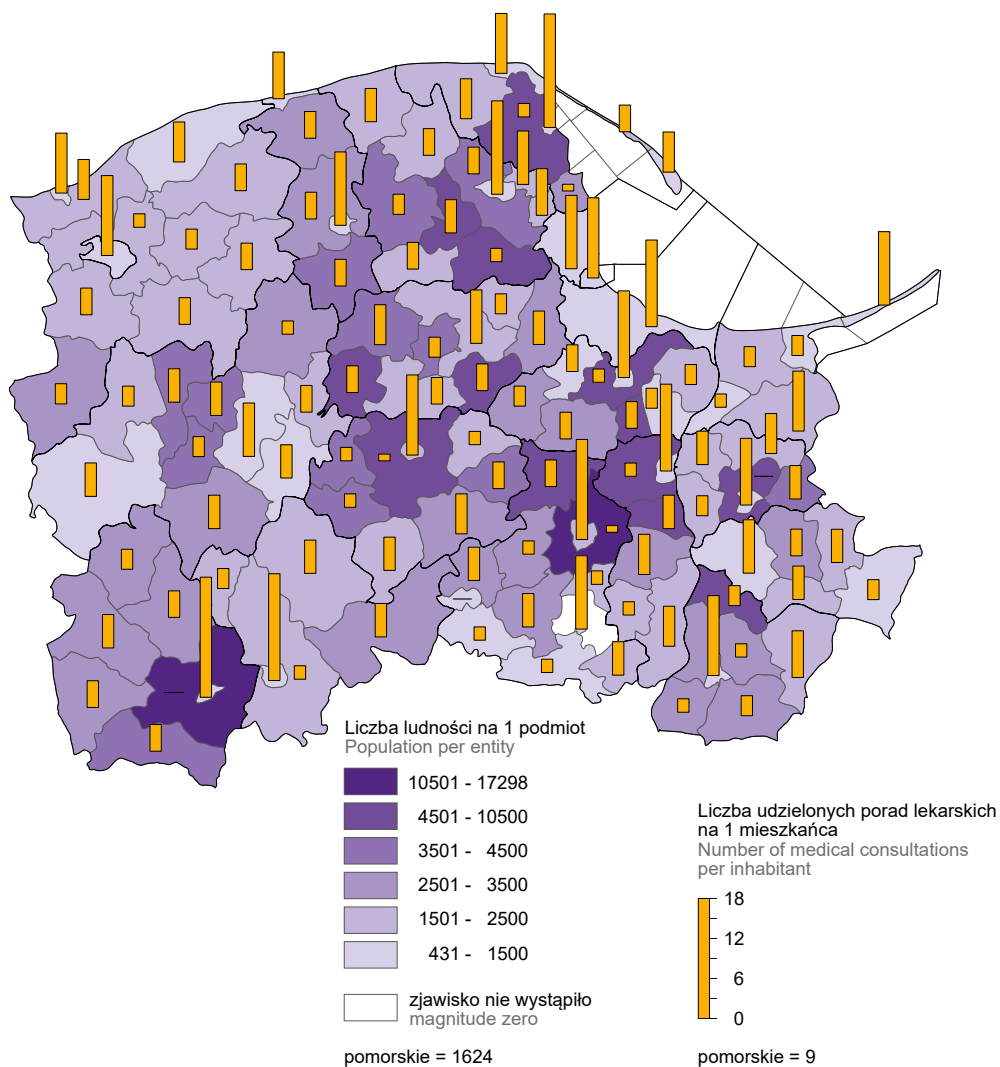 Liczba ludności na 1 podmiot
Population per entity
10501 - 17298
4501 - 10500
3501 - 4500
2501 - 3500
1501 - 2500
431 - 1500
zjawisko nie wystąpiło
magnitude zero
pomorskie = 1624
Liczba udzielonych porad lekarskich
na 1 mieszkańca
Number of medical consultations
per inhabitant
18
12
6
0
pomorskie = 9